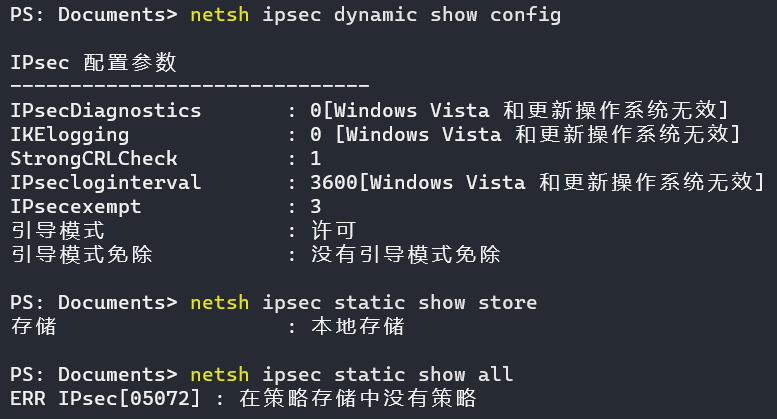 PS: Documents> netsh ipsec dynamic show config
IPsec 配置参数
------------------------------
IPsecDiagnostics : 0[Windows Vista 和更新操作系统无效]
IKElogging : 0 [Windows Vista 和更新操作系统无效]
StrongCRLCheck : 1
IPsecloginterval : 3600[Windows Vista 和更新操作系统无效]
IPsecexempt : 3
引导模式 : 许可
引导模式免除 : 没有引导模式免除
PS: Documents> netsh ipsec static show store
存储 : 本地存储
PS: Documents> netsh ipsec static show all
ERR IPsec[05072] : 在策略存储中没有策略